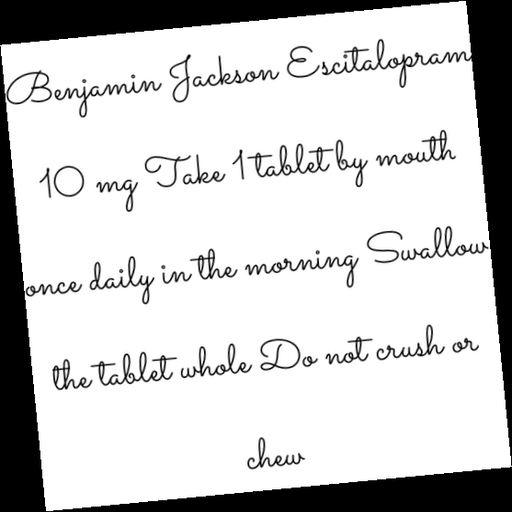 Benjamin Jackson Escitalopram
10 mg Take 1 tablet by mouth
once daily in the morning Swallow
the tablet whole Do not crush or
chew